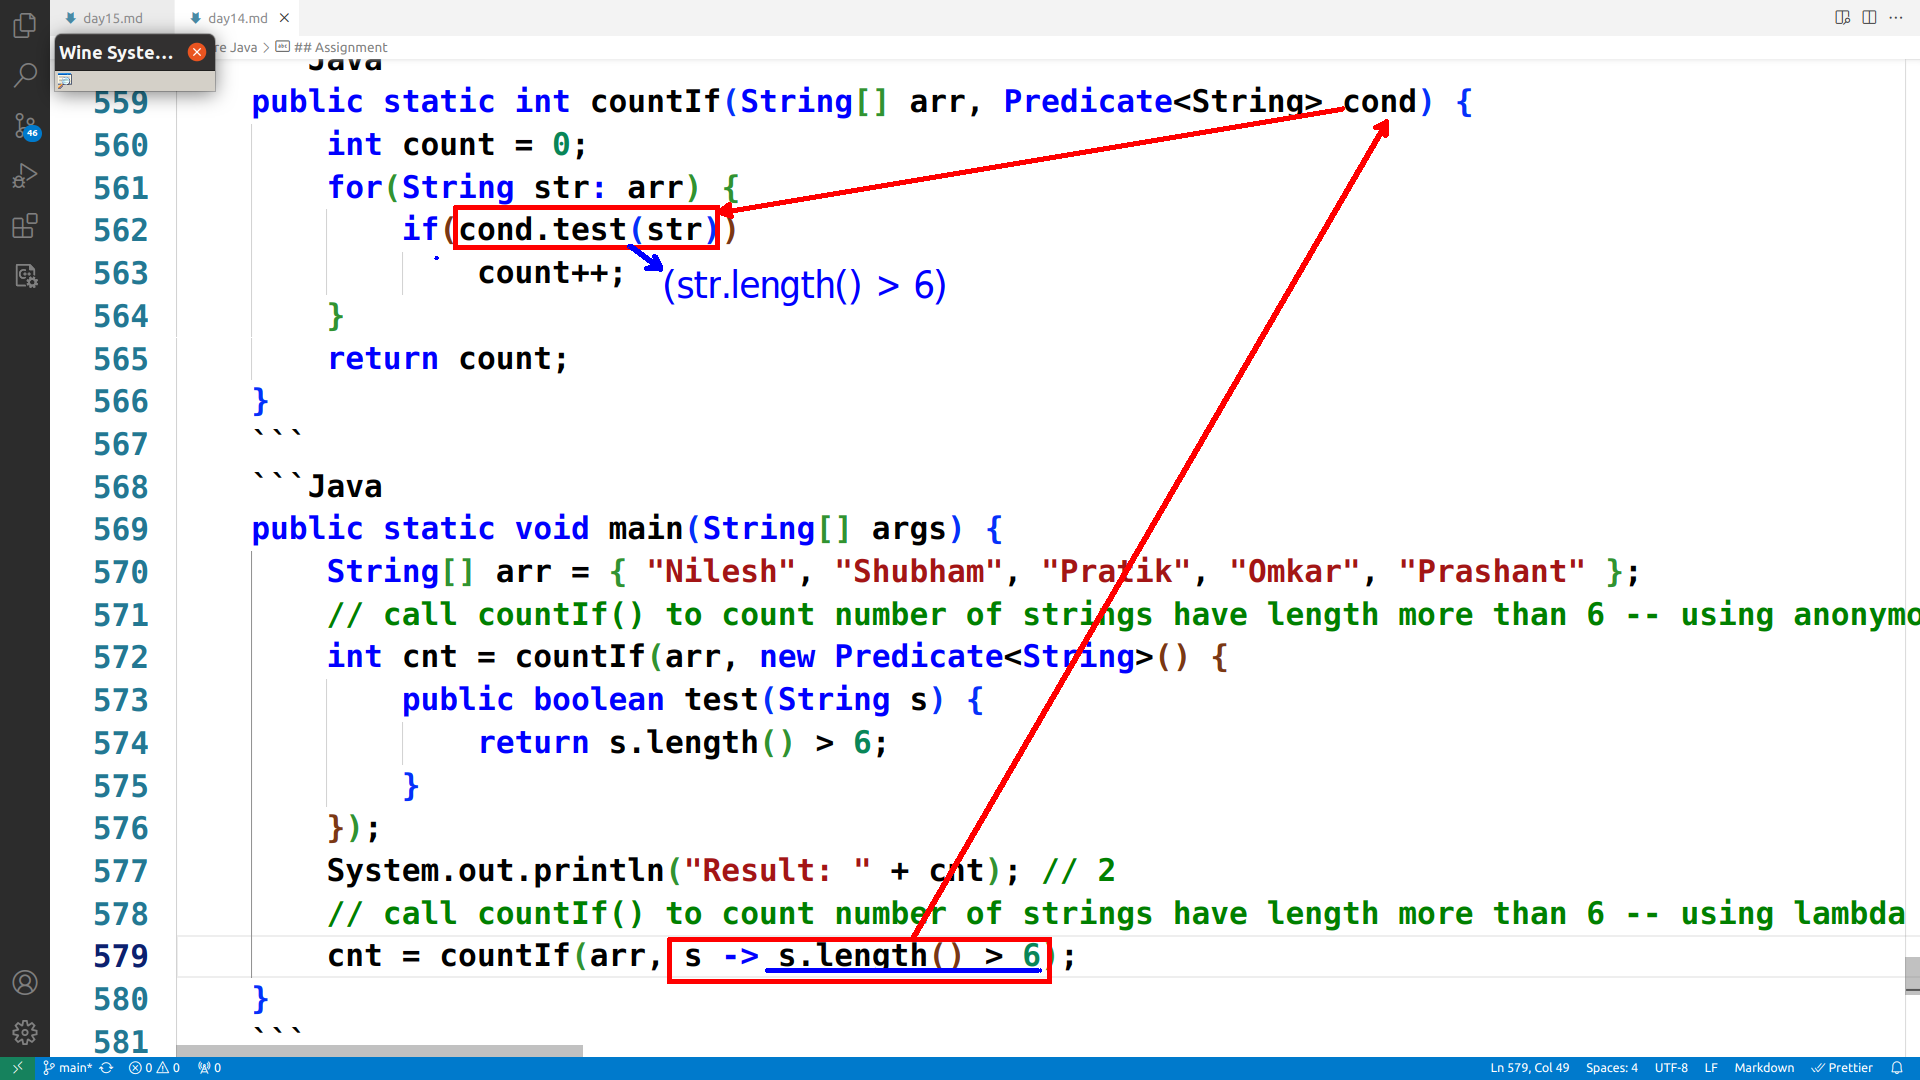 day15.md
day14.md
Wine Syste...
re Java > ## Assignment
Java
559 public static int countIf(String[] arr, Predicate<String> cond) {
560 int count = 0;
561 for(String str: arr) {
562 if(cond.test(str))
563 count++;
(str.length() > 6)
564 }
565 return count;
566 }
567 ```
568 ```Java
569 public static void main(String[] args) {
570 String[] arr = { "Nilesh", "Shubham", "Pratik", "Omkar", "Prashant" };
571 // call countIf() to count number of strings have length more than 6 -- using anonymo
572 int cnt = countIf(arr, new Predicate<String>() {
573 public boolean test(String s) {
574 return s.length() > 6;
575 }
576 });
577 System.out.println("Result: " + cnt); // 2
578 // call countIf() to count number of strings have length more than 6 -- using lambda
579 cnt = countIf(arr, s -> s.length() > 6);
580 }
581 ```
46
main* 0 0 0
Ln 579, Col 49 Spaces: 4 UTF-8 LF Markdown Prettier